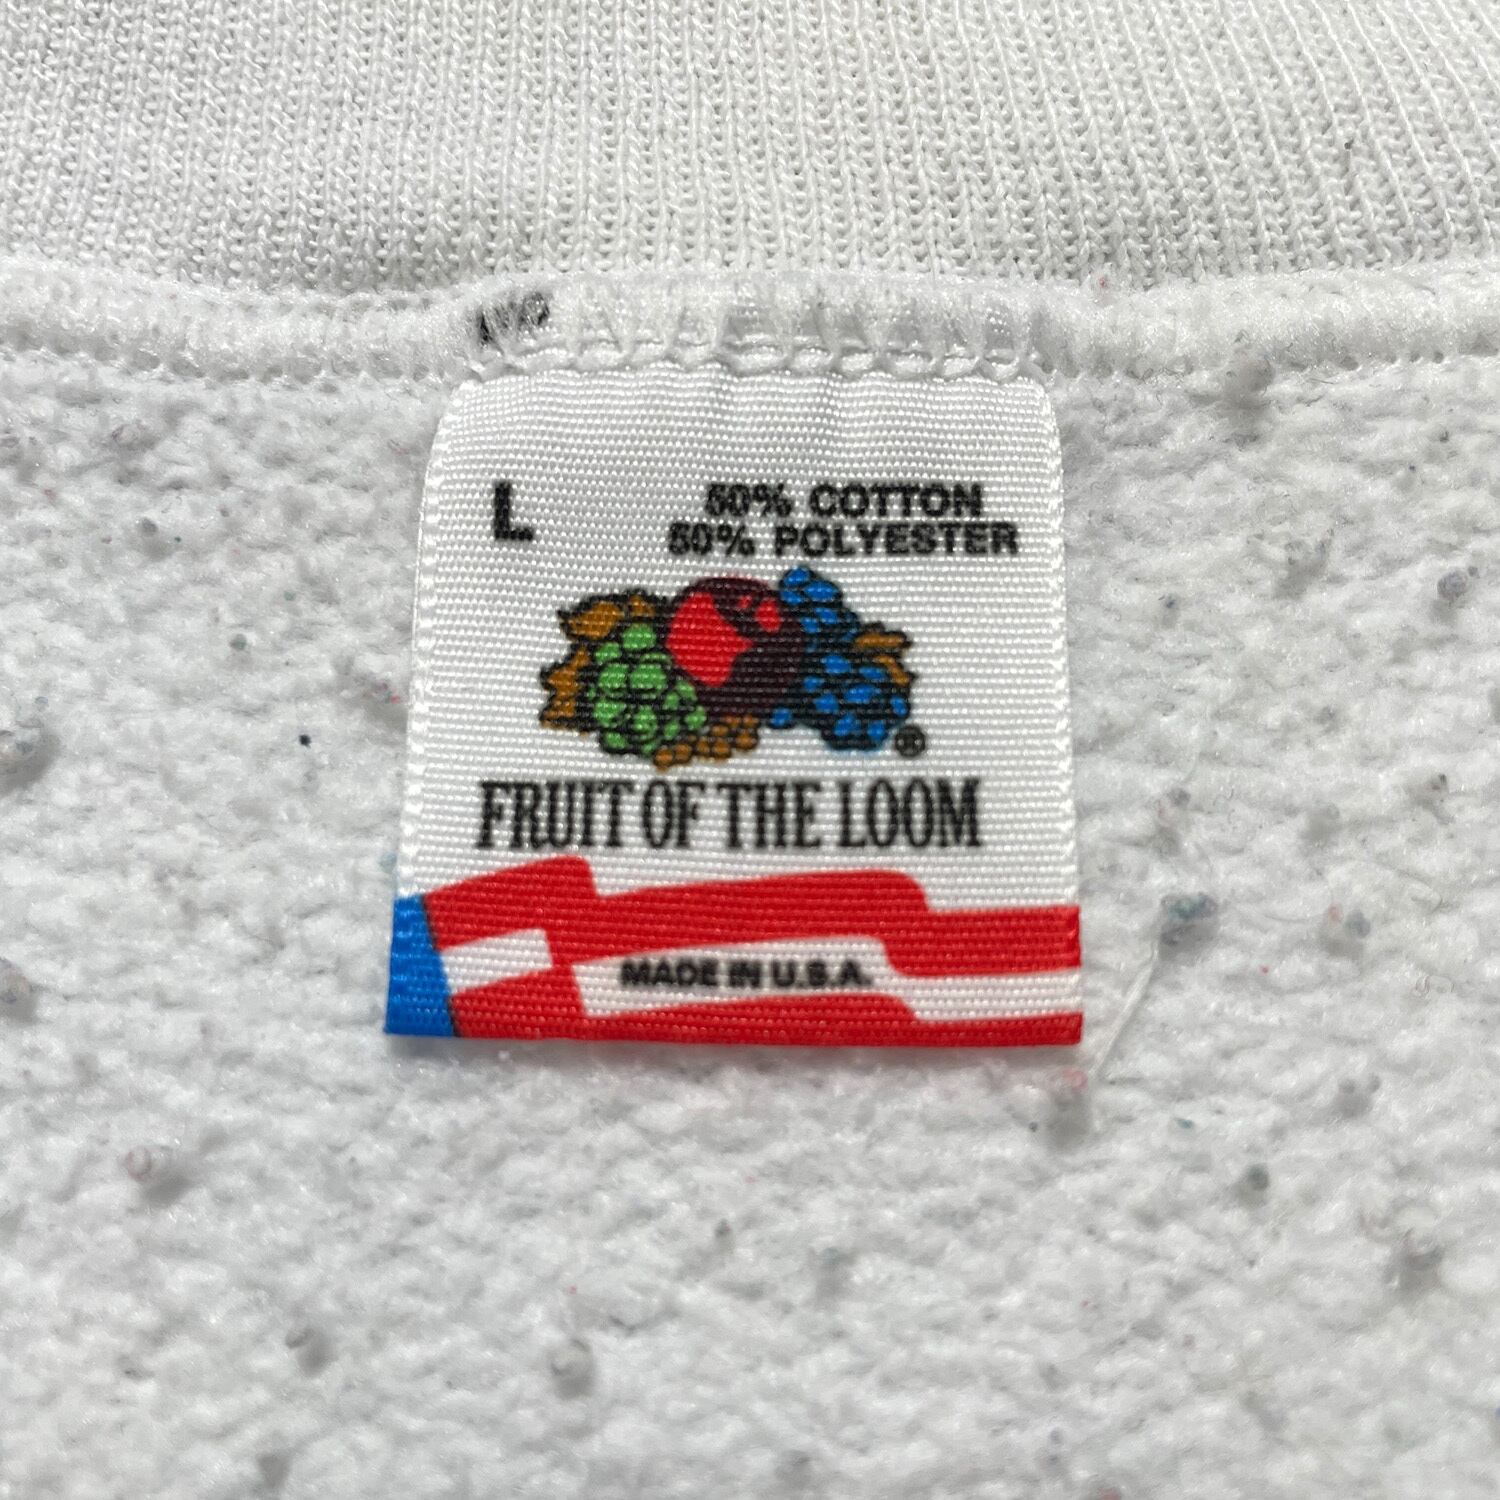 L
50% COTTON
50% POLYESTER
®
FRUIT OF THE LOOM
MADE IN U.S.A.